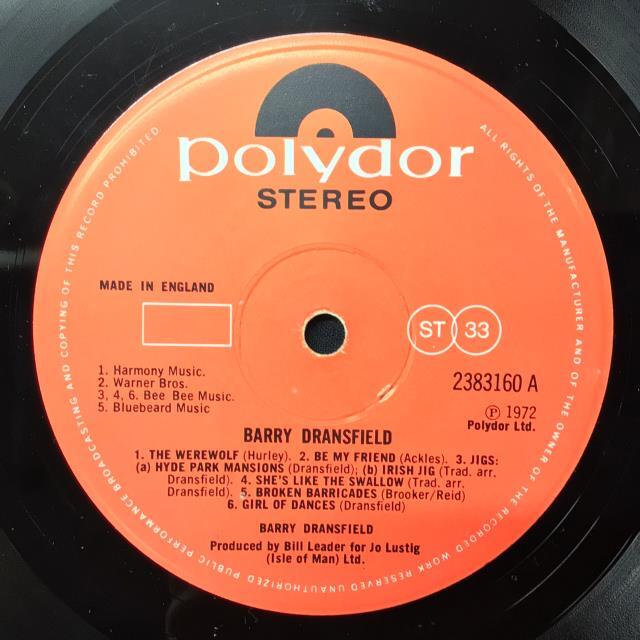 polydor
STEREO
MADE IN ENGLAND
ST 33
1. Harmony Music.
2. Warner Bros.
3, 4, 6. Bee Bee Music.
5. Bluebeard Music
2383160 A
℗ 1972
Polydor Ltd.
BARRY DRANSFIELD
1. THE WEREWOLF (Hurley). 2. BE MY FRIEND (Ackles). 3. JIGS:
(a) HYDE PARK MANSIONS (Dransfield); (b) IRISH JIG (Trad. arr.
Dransfield). 4. SHE'S LIKE THE SWALLOW (Trad. arr.
Dransfield). 5. BROKEN BARRICADES (Brooker/Reid)
6. GIRL OF DANCES (Dransfield)
BARRY DRANSFIELD
Produced by Bill Leader for Jo Lustig
(Isle of Man) Ltd.
ALL RIGHTS OF THE MANUFACTURER AND OF THE OWNER OF THE RECORDED WORK RESERVED UNAUTHORIZED PUBLIC PERFORMANCE BROADCASTING AND COPYING OF THIS RECORD PROHIBITED.